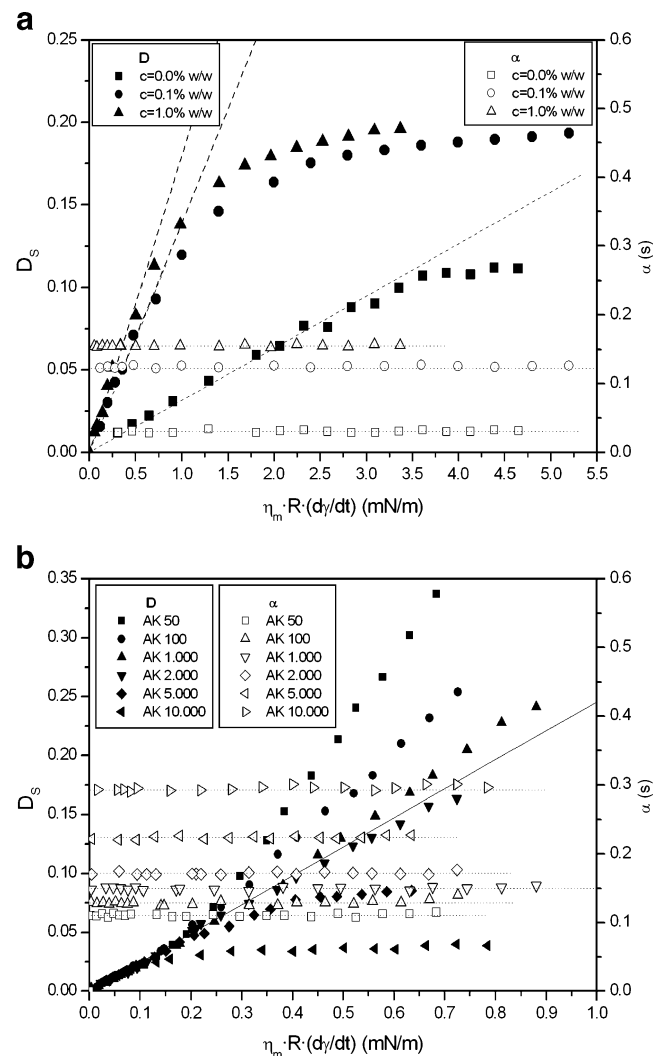 a
0.25
0.20
0.15
0.10
0.05
0.00
D_S
D
c=0.0% w/w
c=0.1% w/w
c=1.0% w/w
α
c=0.0% w/w
c=0.1% w/w
c=1.0% w/w
0.6
0.5
0.4
0.3
0.2
0.1
0.0
α (s)
0.0 0.5 1.0 1.5 2.0 2.5 3.0 3.5 4.0 4.5 5.0 5.5
η_m·R·(dγ/dt) (mN/m)
b
0.35
0.30
0.25
0.20
0.15
0.10
0.05
0.00
D_S
D
AK 50
AK 100
AK 1.000
AK 2.000
AK 5.000
AK 10.000
α
AK 50
AK 100
AK 1.000
AK 2.000
AK 5.000
AK 10.000
0.6
0.5
0.4
0.3
0.2
0.1
0.0
α (s)
0.0 0.1 0.2 0.3 0.4 0.5 0.6 0.7 0.8 0.9 1.0
η_m·R·(dγ/dt) (mN/m)